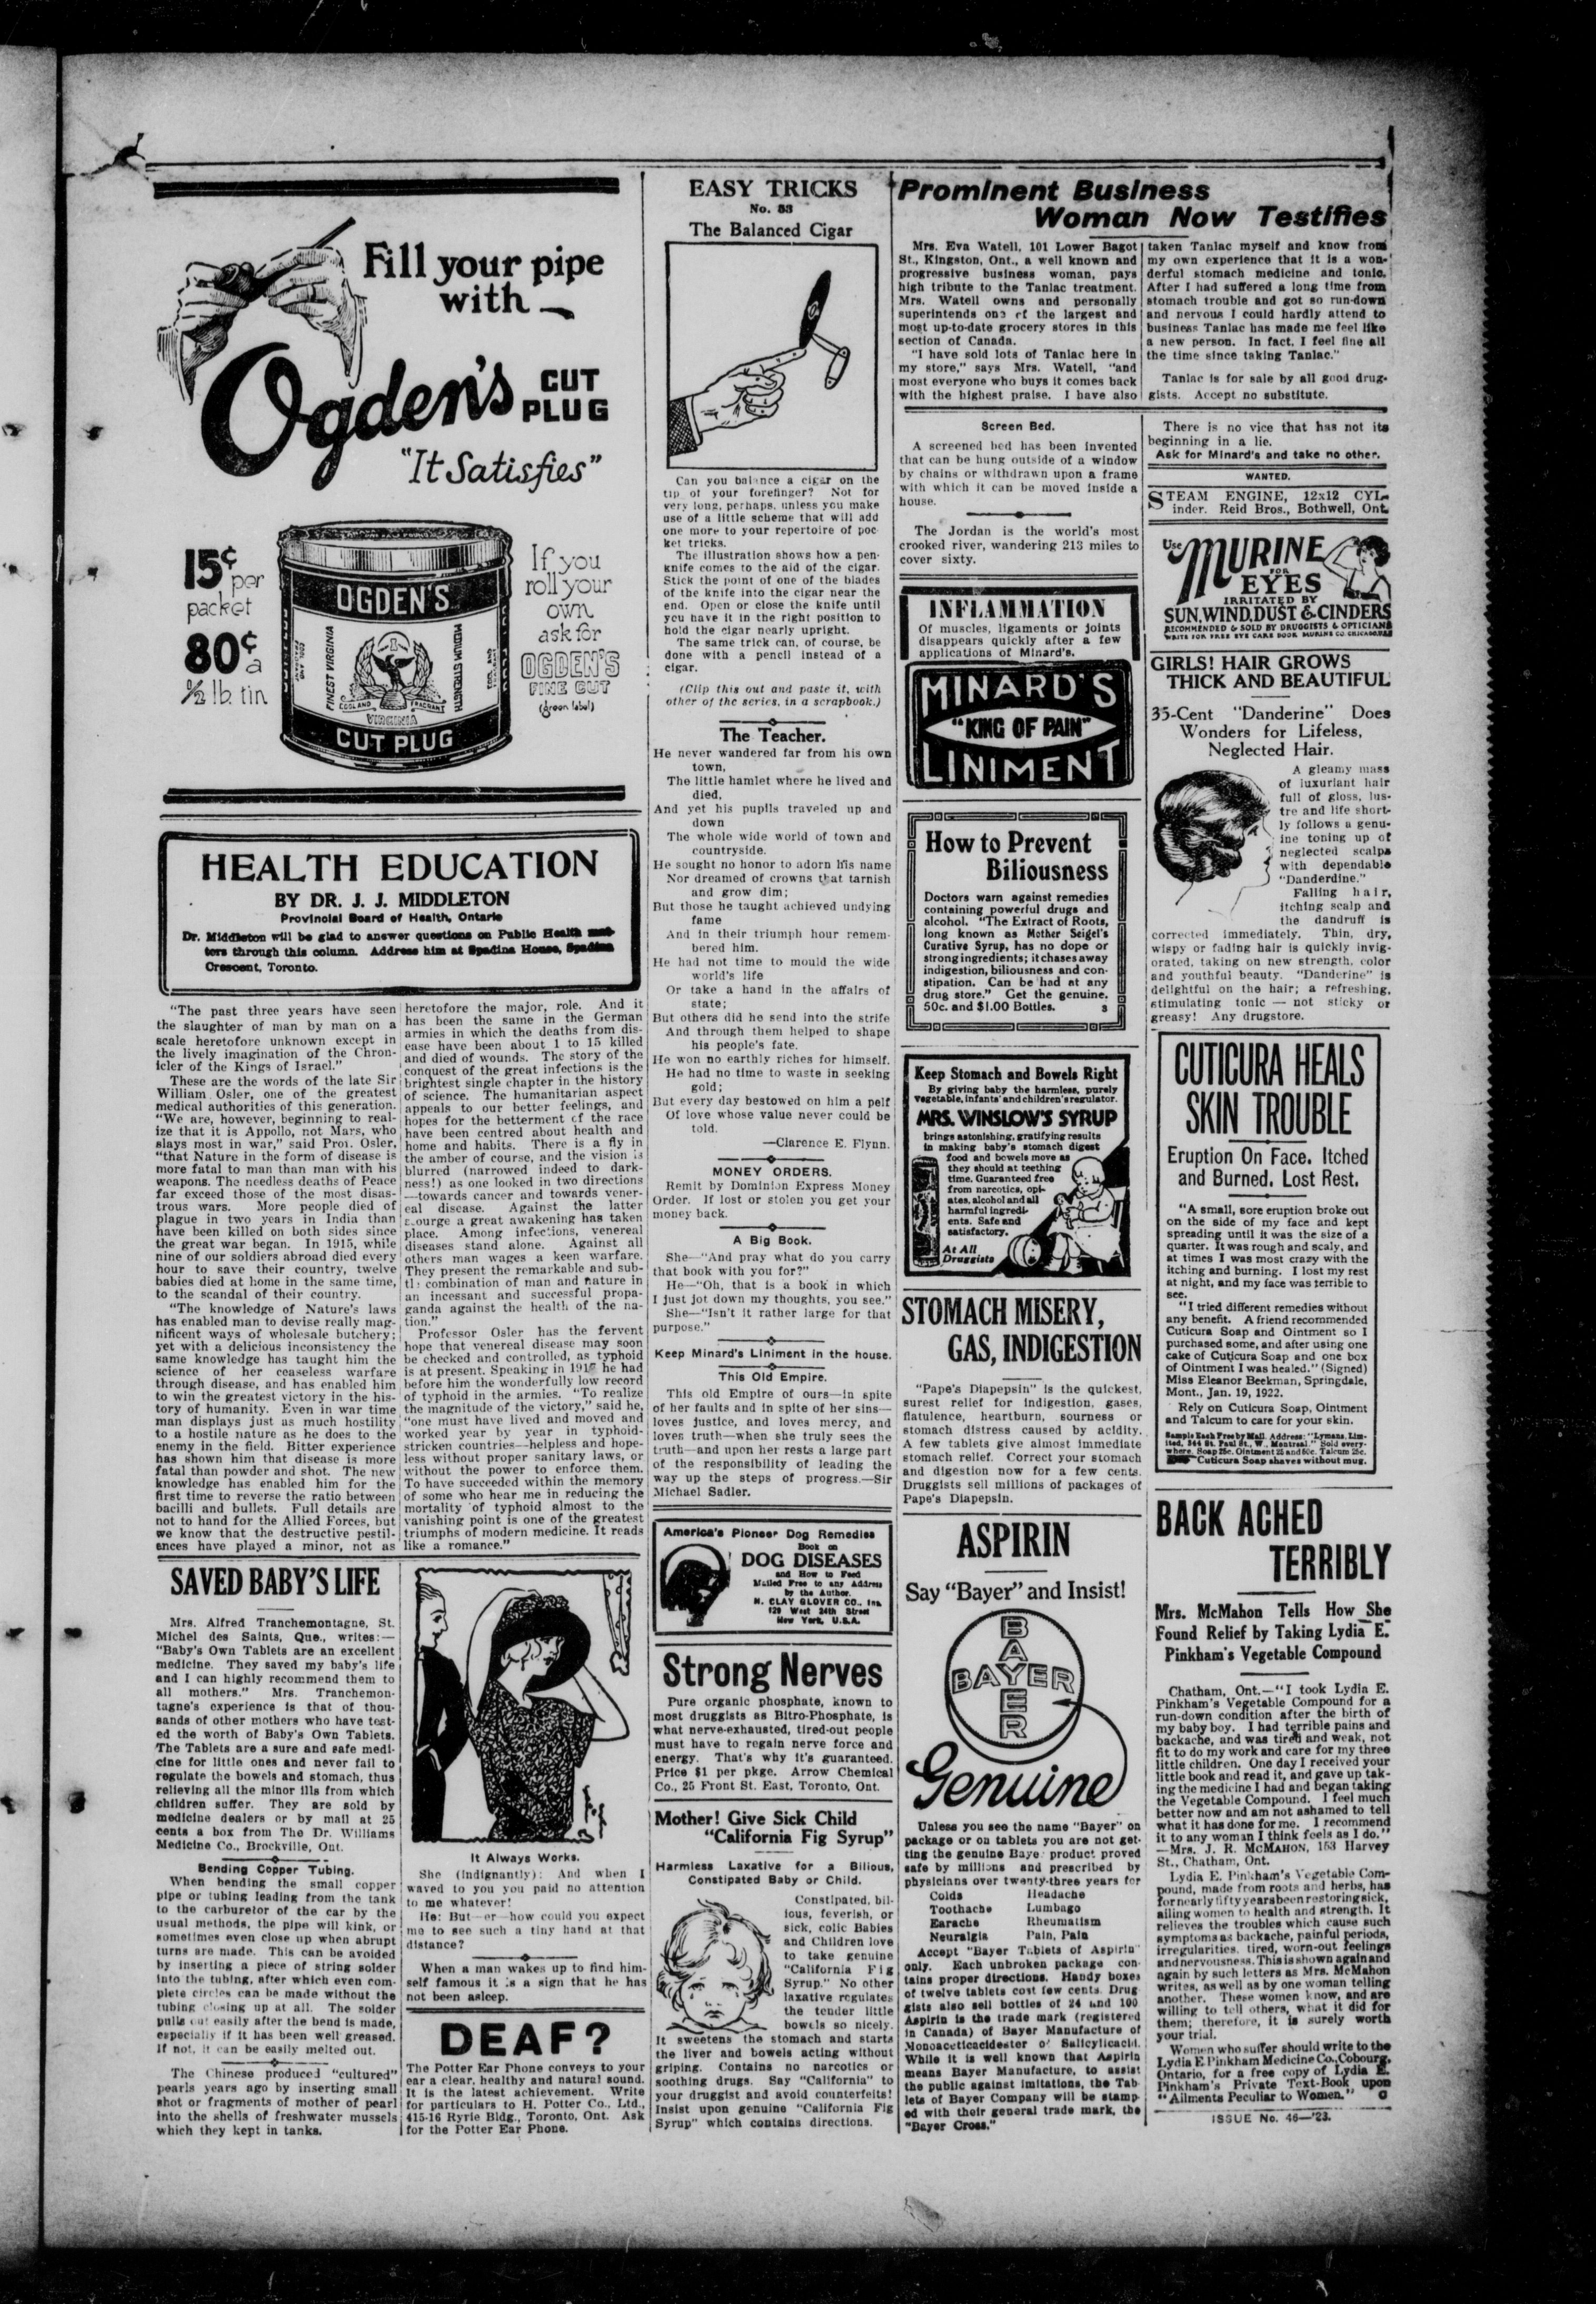 Fill your pipe
with
Ogden's CUT
PLUG
"It Satisfies"
15¢ per
packet
80¢ a
½ lb. tin
OGDEN'S
FINEST VIRGINIA
MEDIUM STRENGTH
COOL AND FRAGRANT
VIRGINIA
CUT PLUG
If you
roll your
own
ask for
OGDEN'S
FINE CUT
(green label)
HEALTH EDUCATION
BY DR. J. J. MIDDLETON
Provincial Board of Health, Ontario
Dr. Middleton will be glad to answer questions on Public Health mat-
ters through this column. Address him at Spadina House, Spadina
Crescent, Toronto.
"The past three years have seen
the slaughter of man by man on a
scale heretofore unknown except in
the lively imagination of the Chron-
icler of the Kings of Israel."
These are the words of the late Sir
William Osler, one of the greatest
medical authorities of this generation.
"We are, however, beginning to real-
ize that it is Appollo, not Mars, who
slays most in war," said Prof. Osler,
"that Nature in the form of disease is
more fatal to man than man with his
weapons. The needless deaths of Peace
far exceed those of the most disas-
trous wars. More people died of
plague in two years in India than
have been killed on both sides since
the great war began. In 1915, while
nine of our soldiers abroad died every
hour to save their country, twelve
babies died at home in the same time,
to the scandal of their country.
"The knowledge of Nature's laws
has enabled man to devise really mag-
nificent ways of wholesale butchery;
yet with a delicious inconsistency the
same knowledge has taught him the
science of her ceaseless warfare
through disease, and has enabled him
to win the greatest victory in the his-
tory of humanity. Even in war time
man displays just as much hostility
to a hostile nature as he does to the
enemy in the field. Bitter experience
has shown him that disease is more
fatal than powder and shot. The new
knowledge has enabled him for the
first time to reverse the ratio between
bacilli and bullets. Full details are
not to hand for the Allied Forces, but
we know that the destructive pestil-
ences have played a minor, not as
heretofore the major, role. And it
has been the same in the German
armies in which the deaths from dis-
ease have been about 1 to 15 killed
and died of wounds. The story of the
conquest of the great infections is the
brightest single chapter in the history
of science. The humanitarian aspect
appeals to our better feelings, and
hopes for the betterment of the race
have been centred about health and
home and habits. There is a fly in
the amber of course, and the vision is
blurred (narrowed indeed to dark-
ness!) as one looked in two directions
—towards cancer and towards vener-
eal disease. Against the latter
scourge a great awakening has taken
place. Among infections, venereal
diseases stand alone. Against all
others man wages a keen warfare.
They present the remarkable and sub-
tle combination of man and nature in
an incessant and successful propa-
ganda against the health of the na-
tion."
Professor Osler has the fervent
hope that venereal disease may soon
be checked and controlled, as typhoid
is at present. Speaking in 191 he had
before him the wonderfully low record
of typhoid in the armies. "To realize
the magnitude of the victory," said he,
"one must have lived and moved and
worked year by year in typhoid-
stricken countries—helpless and hope-
less without proper sanitary laws, or
without the power to enforce them.
To have succeeded within the memory
of some who hear me in reducing the
mortality of typhoid almost to the
vanishing point is one of the greatest
triumphs of modern medicine. It reads
like a romance."
SAVED BABY'S LIFE
Mrs. Alfred Tranchemontagne, St.
Michel des Saints, Que., writes:—
"Baby's Own Tablets are an excellent
medicine. They saved my baby's life
and I can highly recommend them to
all mothers." Mrs. Tranchemon-
tagne's experience is that of thou-
sands of other mothers who have test-
ed the worth of Baby's Own Tablets.
The Tablets are a sure and safe medi-
cine for little ones and never fail to
regulate the bowels and stomach, thus
relieving all the minor ills from which
children suffer. They are sold by
medicine dealers or by mail at 25
cents a box from The Dr. Williams
Medicine Co., Brockville, Ont.
Bending Copper Tubing.
When bending the small copper
pipe or tubing leading from the tank
to the carburetor of the car by the
usual methods, the pipe will kink, or
sometimes even close up when abrupt
turns are made. This can be avoided
by inserting a piece of string solder
into the tubing, after which even com-
plete circles can be made without the
tubing closing up at all. The solder
pulls out easily after the bend is made,
especially if it has been well greased.
If not, it can be easily melted out.
The Chinese produced "cultured"
pearls years ago by inserting small
shot or fragments of mother of pearl
into the shells of freshwater mussels
which they kept in tanks.
It Always Works.
She (indignantly): And when I
waved to you you paid no attention
to me whatever!
He: But—er—how could you expect
me to see such a tiny hand at that
distance?
When a man wakes up to find him-
self famous it is a sign that he has
not been asleep.
DEAF?
The Potter Ear Phone conveys to your
ear a clear, healthy and natural sound.
It is the latest achievement. Write
for particulars to H. Potter Co., Ltd.,
415-16 Ryrie Bldg., Toronto, Ont. Ask
for the Potter Ear Phone.
EASY TRICKS
No. 83
The Balanced Cigar
Can you balance a cigar on the
tip of your forefinger? Not for
very long, perhaps, unless you make
use of a little scheme that will add
one more to your repertoire of poc-
ket tricks.
The illustration shows how a pen-
knife comes to the aid of the cigar.
Stick the point of one of the blades
of the knife into the cigar near the
end. Open or close the knife until
you have it in the right position to
hold the cigar nearly upright.
The same trick can, of course, be
done with a pencil instead of a
cigar.
(Clip this out and paste it, with
other of the series, in a scrapbook.)
The Teacher.
He never wandered far from his own
town,
The little hamlet where he lived and
died,
And yet his pupils traveled up and
down
The whole wide world of town and
countryside.
He sought no honor to adorn his name
Nor dreamed of crowns that tarnish
and grow dim;
But those he taught achieved undying
fame
And in their triumph hour remem-
bered him.
He had not time to mould the wide
world's life
Or take a hand in the affairs of
state;
But others did he send into the strife
And through them helped to shape
his people's fate.
He won no earthly riches for himself.
He had no time to waste in seeking
gold;
But every day bestowed on him a pelf
Of love whose value never could be
told.
—Clarence E. Flynn.
MONEY ORDERS.
Remit by Dominion Express Money
Order. If lost or stolen you get your
money back.
A Big Book.
She—"And pray what do you carry
that book with you for?"
He—"Oh, that is a book in which
I just jot down my thoughts, you see."
She—"Isn't it rather large for that
purpose."
Keep Minard's Liniment in the house.
This Old Empire.
This old Empire of ours—in spite
of her faults and in spite of her sins—
loves justice, and loves mercy, and
loves truth—when she truly sees the
truth—and upon her rests a large part
of the responsibility of leading the
way up the steps of progress.—Sir
Michael Sadler.
America's Pioneer Dog Remedies
Book on
DOG DISEASES
and How to Feed
Mailed Free to any Address
by the Author.
H. CLAY GLOVER CO., Inc.
129 West 24th Street
New York, U.S.A.
Strong Nerves
Pure organic phosphate, known to
most druggists as Bitro-Phosphate, is
what nerve-exhausted, tired-out people
must have to regain nerve force and
energy. That's why it's guaranteed.
Price $1 per pkge. Arrow Chemical
Co., 25 Front St. East, Toronto, Ont.
Mother! Give Sick Child
"California Fig Syrup"
Harmless Laxative for a Bilious,
Constipated Baby or Child.
Constipated, bil-
ious, feverish, or
sick, colic Babies
and Children love
to take genuine
"California Fig
Syrup." No other
laxative regulates
the tender little
bowels so nicely.
It sweetens the stomach and starts
the liver and bowels acting without
griping. Contains no narcotics or
soothing drugs. Say "California" to
your druggist and avoid counterfeits!
Insist upon genuine "California Fig
Syrup" which contains directions.
Prominent Business
Woman Now Testifies
Mrs. Eva Watell, 101 Lower Bagot
St., Kingston, Ont., a well known and
progressive business woman, pays
high tribute to the Tanlac treatment.
Mrs. Watell owns and personally
superintends one of the largest and
most up-to-date grocery stores in this
section of Canada.
"I have sold lots of Tanlac here in
my store," says Mrs. Watell, "and
most everyone who buys it comes back
with the highest praise. I have also
taken Tanlac myself and know from
my own experience that it is a won-
derful stomach medicine and tonic.
After I had suffered a long time from
stomach trouble and got so run-down
and nervous I could hardly attend to
business Tanlac has made me feel like
a new person. In fact, I feel fine all
the time since taking Tanlac."
Tanlac is for sale by all good drug-
gists. Accept no substitute.
Screen Bed.
A screened bed has been invented
that can be hung outside of a window
by chains or withdrawn upon a frame
with which it can be moved inside a
house.
The Jordan is the world's most
crooked river, wandering 213 miles to
cover sixty.
INFLAMMATION
Of muscles, ligaments or joints
disappears quickly after a few
applications of Minard's.
MINARD'S
"KING OF PAIN"
LINIMENT
How to Prevent
Biliousness
Doctors warn against remedies
containing powerful drugs and
alcohol. "The Extract of Roots,
long known as Mother Seigel's
Curative Syrup, has no dope or
strong ingredients; it chases away
indigestion, biliousness and con-
stipation. Can be had at any
drug store." Get the genuine.
50c. and $1.00 Bottles. 8
Keep Stomach and Bowels Right
By giving baby the harmless, purely
vegetable, infants' and children's regulator.
MRS. WINSLOW'S SYRUP
brings astonishing, gratifying results
in making baby's stomach digest
food and bowels move as
they should at teething
time. Guaranteed free
from narcotics, opi-
ates, alcohol and all
harmful ingredi-
ents. Safe and
satisfactory.
At All
Druggists
STOMACH MISERY,
GAS, INDIGESTION
"Pape's Diapepsin" is the quickest,
surest relief for indigestion, gases,
flatulence, heartburn, sourness or
stomach distress caused by acidity.
A few tablets give almost immediate
stomach relief. Correct your stomach
and digestion now for a few cents.
Druggists sell millions of packages of
Pape's Diapepsin.
ASPIRIN
Say "Bayer" and Insist!
BAYER
BAYER
Genuine
Unless you see the name "Bayer" on
package or on tablets you are not get-
ting the genuine Bayer product proved
safe by millions and prescribed by
physicians over twenty-three years for
Colds Headache
Toothache Lumbago
Earache Rheumatism
Neuralgia Pain, Pain
Accept "Bayer Tablets of Aspirin"
only. Each unbroken package con-
tains proper directions. Handy boxes
of twelve tablets cost few cents. Drug-
gists also sell bottles of 24 and 100
Aspirin is the trade mark (registered
in Canada) of Bayer Manufacture of
Monoaceticacidester of Salicylicacid.
While it is well known that Aspirin
means Bayer Manufacture, to assist
the public against imitations, the Tab-
lets of Bayer Company will be stamp-
ed with their general trade mark, the
"Bayer Cross."
There is no vice that has not its
beginning in a lie.
Ask for Minard's and take no other.
WANTED.
STEAM ENGINE, 12x12 CYL-
inder. Reid Bros., Bothwell, Ont.
Use
MURINE
FOR
EYES
IRRITATED BY
SUN, WIND, DUST & CINDERS
RECOMMENDED & SOLD BY DRUGGISTS & OPTICIANS
WRITE FOR FREE EYE CARE BOOK MURINE CO. CHICAGO
GIRLS! HAIR GROWS
THICK AND BEAUTIFUL
35-Cent "Danderine" Does
Wonders for Lifeless,
Neglected Hair.
A gleamy mass
of luxuriant hair
full of gloss, lus-
tre and life short-
ly follows a genu-
ine toning up of
neglected scalps
with dependable
"Danderdine."
Falling hair,
itching scalp and
the dandruff is
corrected immediately. Thin, dry,
wispy or fading hair is quickly invig-
orated, taking on new strength, color
and youthful beauty. "Danderine" is
delightful on the hair; a refreshing,
stimulating tonic — not sticky or
greasy! Any drugstore.
CUTICURA HEALS
SKIN TROUBLE
Eruption On Face. Itched
and Burned. Lost Rest.
"A small, sore eruption broke out
on the side of my face and kept
spreading until it was the size of a
quarter. It was rough and scaly, and
at times I was most crazy with the
itching and burning. I lost my rest
at night, and my face was terrible to
see.
"I tried different remedies without
any benefit. A friend recommended
Cuticura Soap and Ointment so I
purchased some, and after using one
cake of Cuticura Soap and one box
of Ointment I was healed." (Signed)
Miss Eleanor Beekman, Springdale,
Mont., Jan. 19, 1922.
Rely on Cuticura Soap, Ointment
and Talcum to care for your skin.
Sample Each Free by Mail. Address: "Lymans, Lim-
ited, 344 St. Paul St., W., Montreal." Sold every-
where. Soap 25c. Ointment 25 and 50c. Talcum 25c.
Cuticura Soap shaves without mug.
BACK ACHED
TERRIBLY
Mrs. McMahon Tells How She
Found Relief by Taking Lydia E.
Pinkham's Vegetable Compound
Chatham, Ont.—"I took Lydia E.
Pinkham's Vegetable Compound for a
run-down condition after the birth of
my baby boy. I had terrible pains and
backache, and was tired and weak, not
fit to do my work and care for my three
little children. One day I received your
little book and read it, and gave up tak-
ing the medicine I had and began taking
the Vegetable Compound. I feel much
better now and am not ashamed to tell
what it has done for me. I recommend
it to any woman I think feels as I do."
—Mrs. J. R. McMAHON, 153 Harvey
St., Chatham, Ont.
Lydia E. Pinkham's Vegetable Com-
pound, made from roots and herbs, has
for nearly fifty years been restoring sick,
ailing women to health and strength. It
relieves the troubles which cause such
symptoms as backache, painful periods,
irregularities, tired, worn-out feelings
and nervousness. This is shown again and
again by such letters as Mrs. McMahon
writes, as well as by one woman telling
another. These women know, and are
willing to tell others, what it did for
them; therefore, it is surely worth
your trial.
Women who suffer should write to the
Lydia E. Pinkham Medicine Co., Cobourg,
Ontario, for a free copy of Lydia E.
Pinkham's Private Text-Book upon
"Ailments Peculiar to Women." C
ISSUE No. 46—'23.